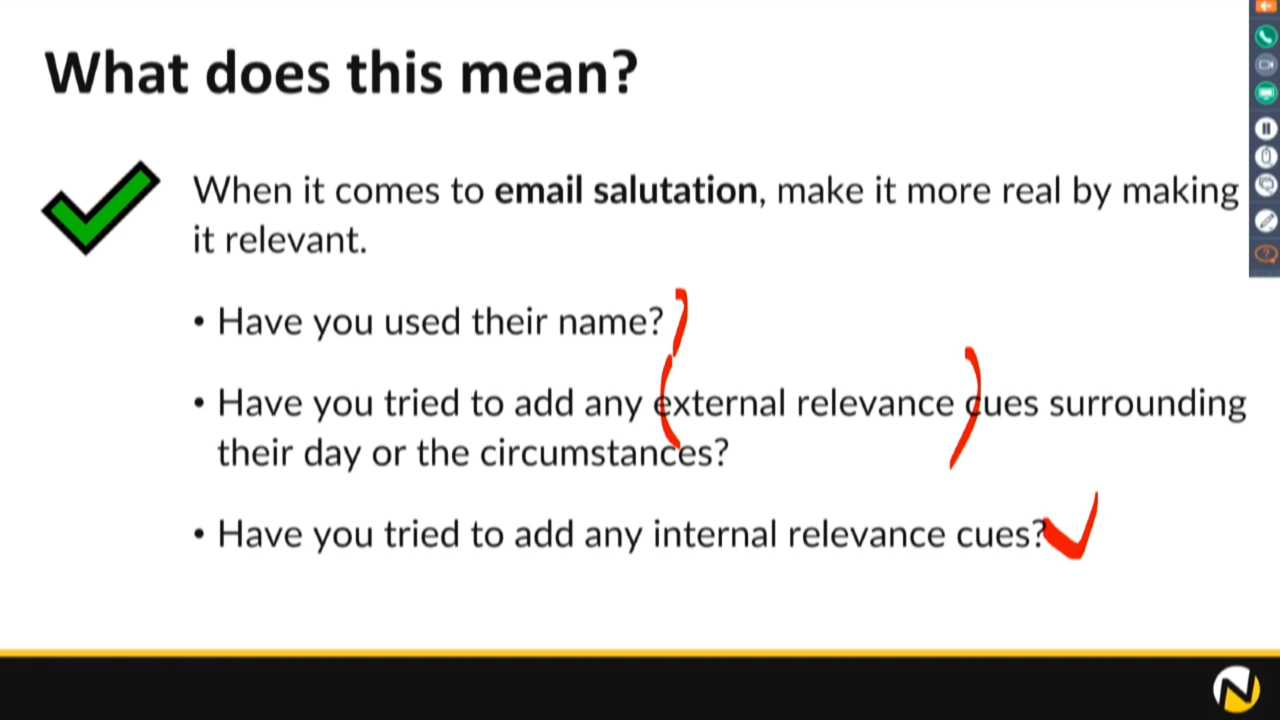 What does this mean?
When it comes to email salutation, make it more real by making
it relevant.
• Have you used their name?
• Have you tried to add any external relevance cues surrounding
their day or the circumstances?
• Have you tried to add any internal relevance cues?